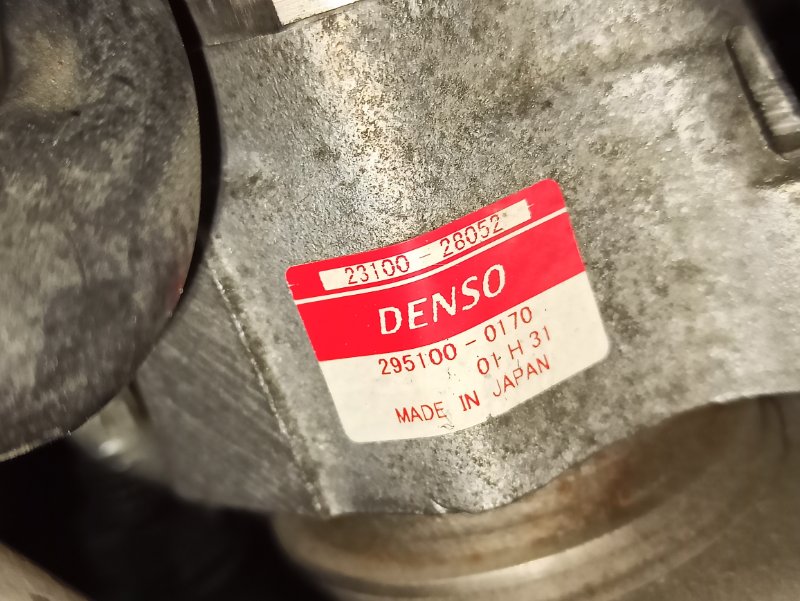 23100-28052
DENSO
295100-0170
01 H 31
MADE IN JAPAN